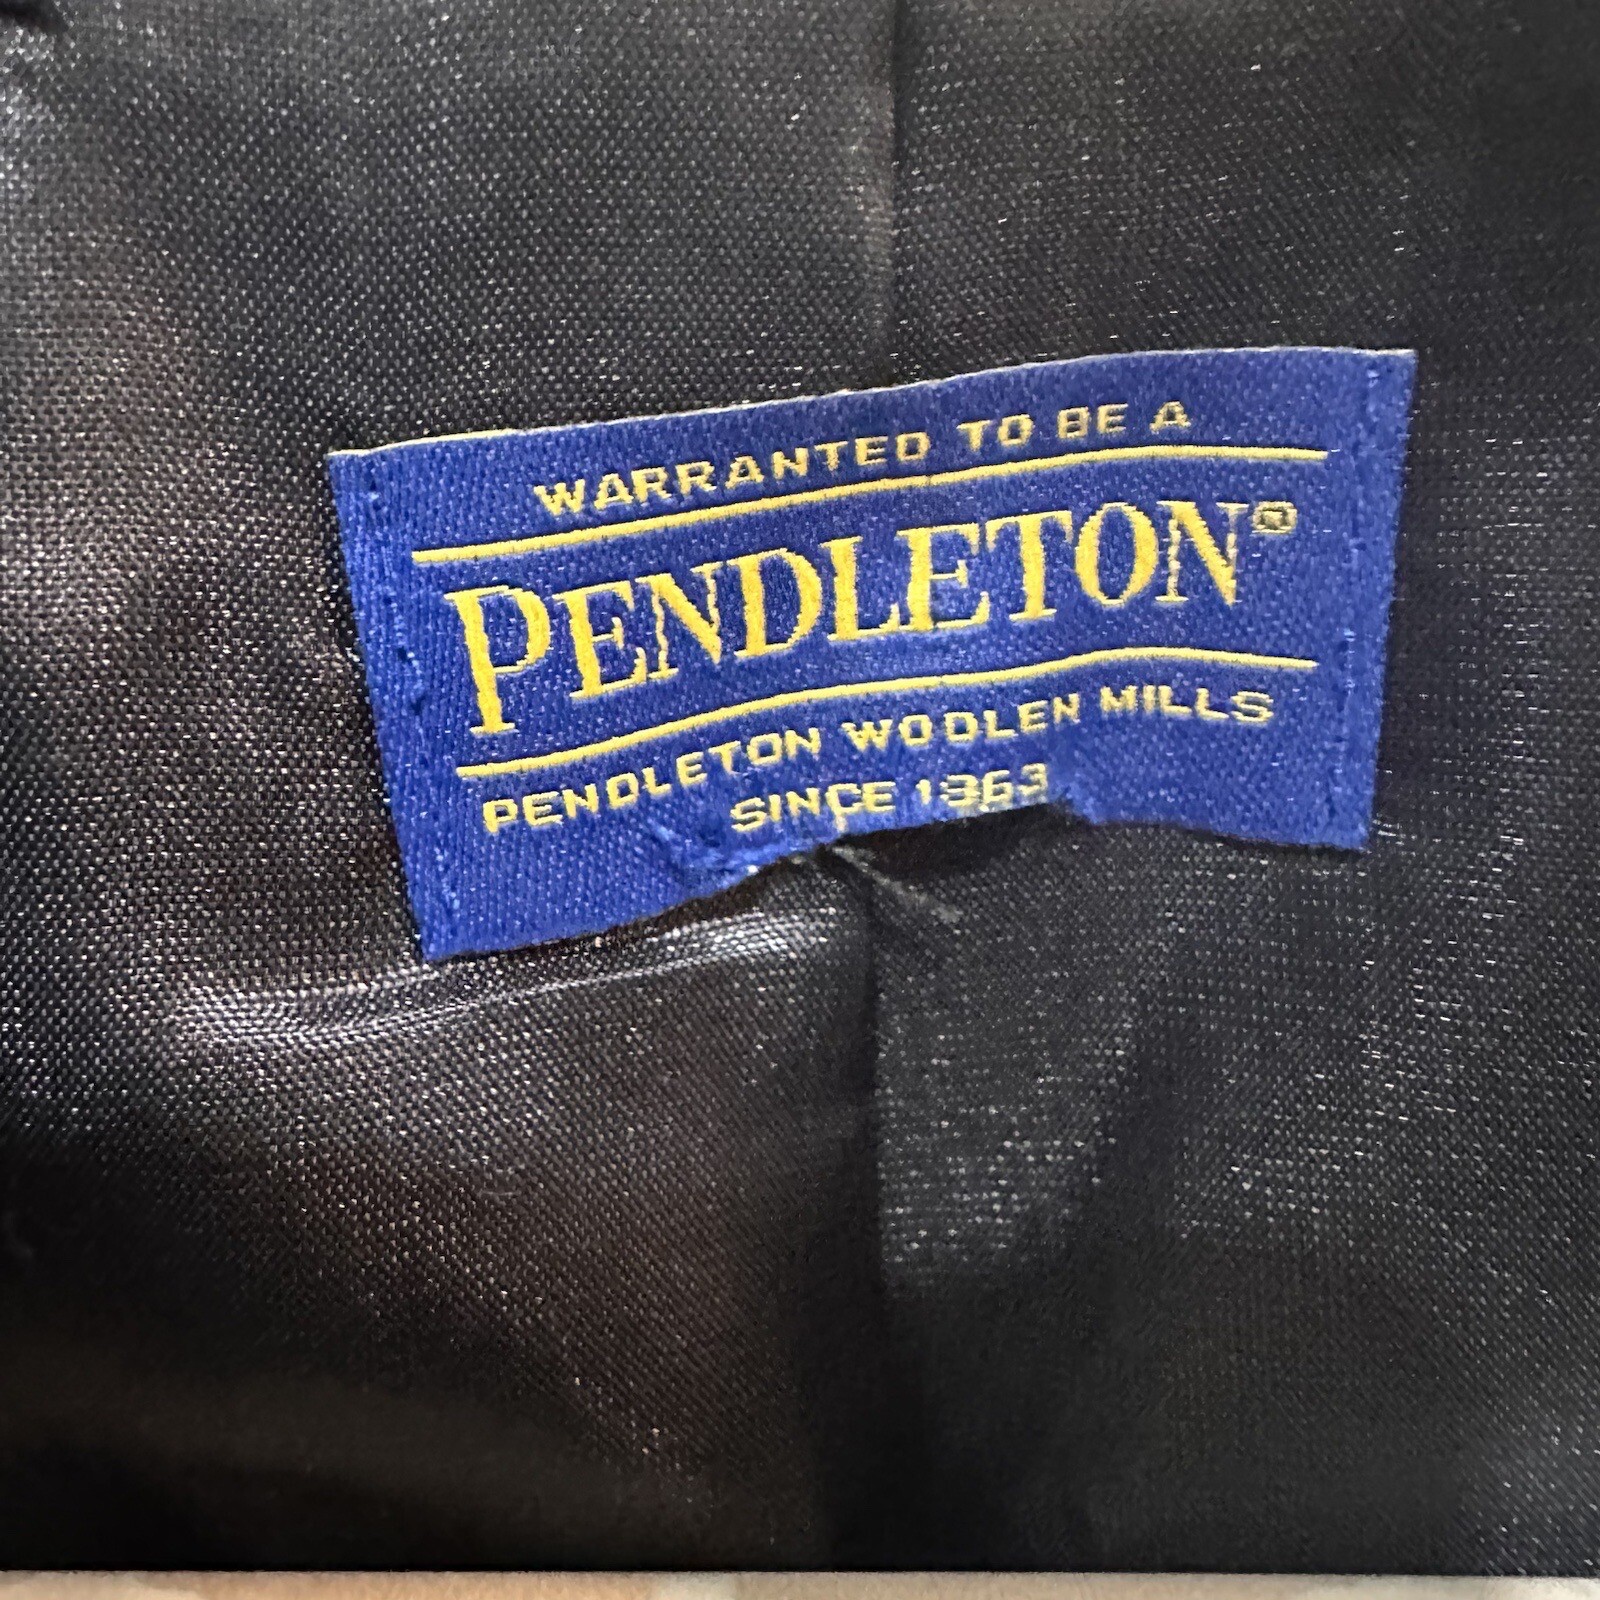 WARRANTED TO BE A
PENDLETON®
PENDLETON WOOLEN MILLS
SINCE 1863